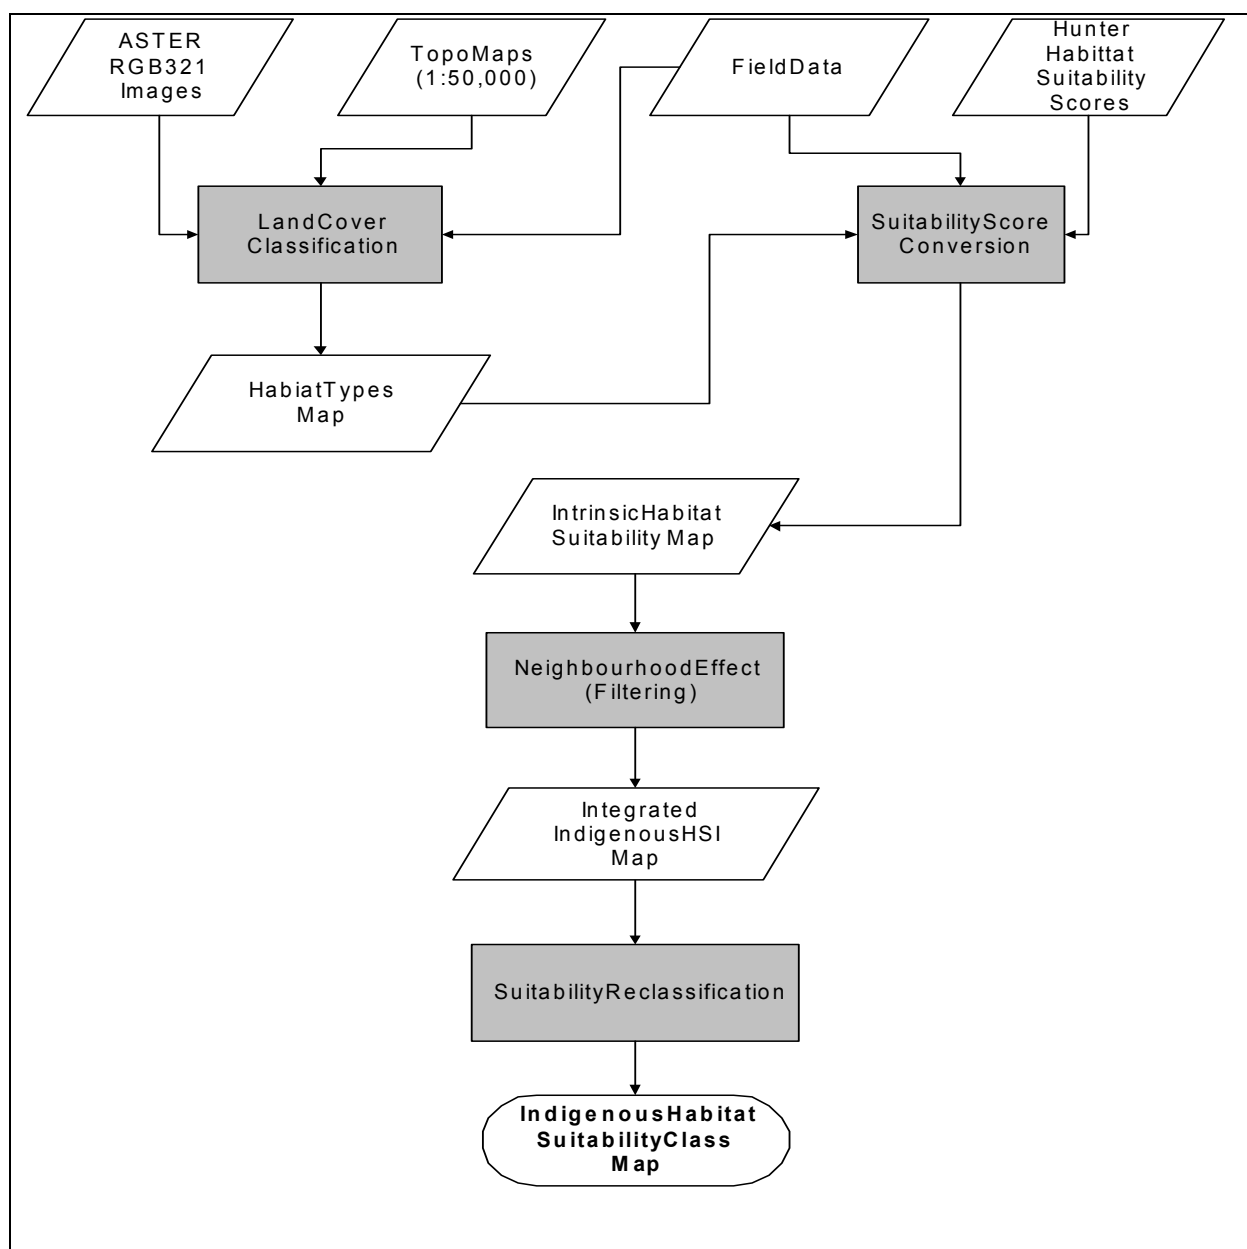 ASTER
RGB321
Images
TopoMaps
(1:50,000)
FieldData
Hunter
Habittat
Suitability
Scores
LandCover
Classification
SuitabilityScore
Conversion
HabiatTypes
Map
IntrinsicHabitat
Suitability Map
NeighbourhoodEffect
(Filtering)
Integrated
IndigenousHSI
Map
SuitabilityReclassification
IndigenousHabitat
SuitabilityClass
Map